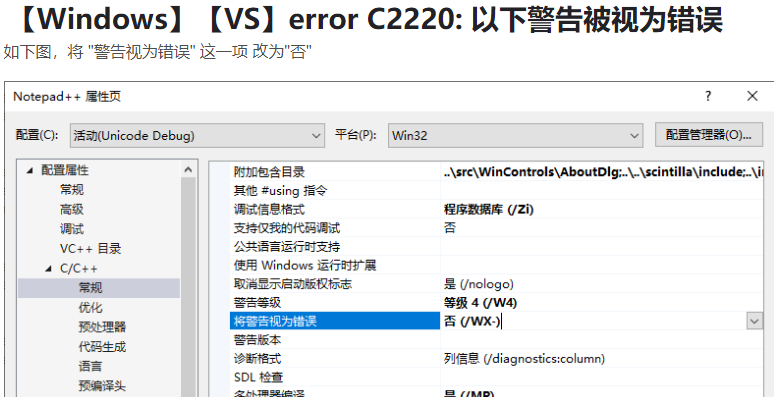 【Windows】【VS】error C2220: 以下警告被视为错误
如下图，将 "警告视为错误" 这一项 改为"否"
Notepad++ 属性页
配置(C): 活动(Unicode Debug) 平台(P): Win32 配置管理器(O)...
配置属性
常规
高级
调试
VC++ 目录
C/C++
常规
优化
预处理器
代码生成
语言
预编译头
附加包含目录 ..\src\WinControls\AboutDlg;..\..\scintilla\include;..\i
其他 #using 指令
调试信息格式 程序数据库 (/Zi)
支持仅我的代码调试 否
公共语言运行时支持
使用 Windows 运行时扩展
取消显示启动版权标志 是 (/nologo)
警告等级 等级 4 (/W4)
将警告视为错误 否 (/WX-)
警告版本
诊断格式 列信息 (/diagnostics:column)
SDL 检查
多处理器编译 是 (/MP)